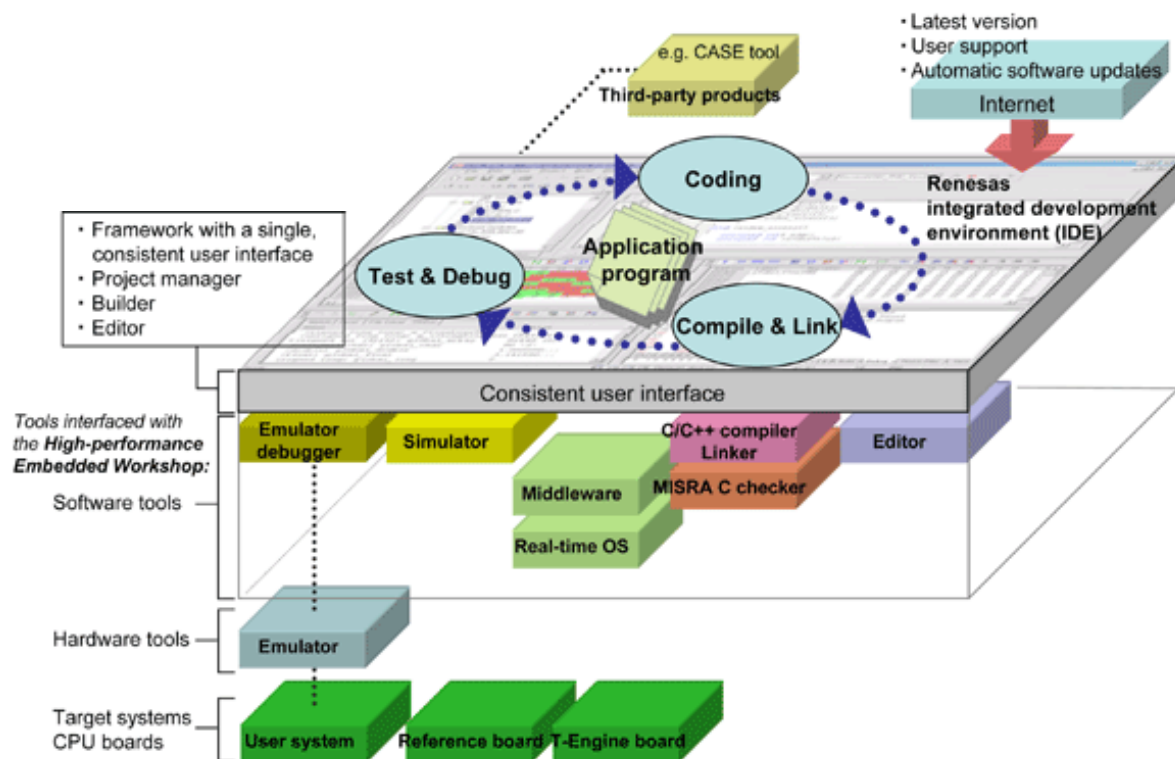 • Latest version
• User support
• Automatic software updates
Internet
e.g. CASE tool
Third-party products
Coding
Renesas
integrated development
environment (IDE)
• Framework with a single,
consistent user interface
• Project manager
• Builder
• Editor
Application
program
Test & Debug
Compile & Link
Consistent user interface
Tools interfaced with
the High-performance
Embedded Workshop:
Emulator
debugger
Simulator
C/C++ compiler
Linker
Editor
Software tools
Middleware
MISRA C checker
Real-time OS
Hardware tools
Emulator
Target systems
CPU boards
User system
Reference board
T-Engine board